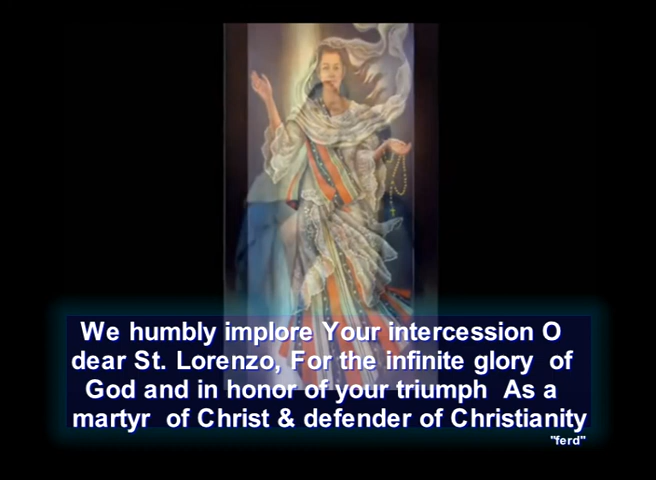 We humbly implore Your intercession O
dear St. Lorenzo, For the infinite glory of
God and in honor of your triumph As a
martyr of Christ & defender of Christianity
"ferd"